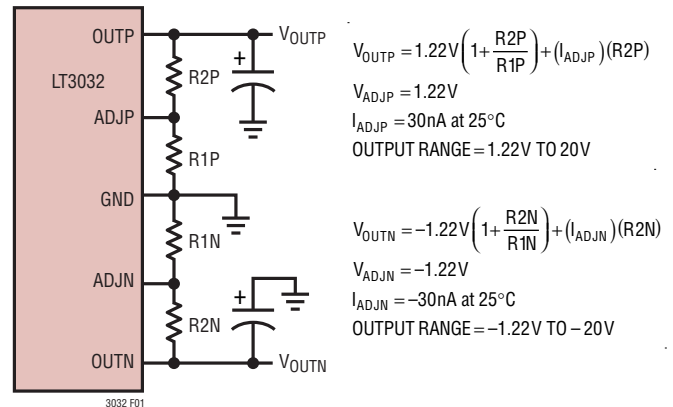 OUTP
V_OUTP
R2P
+
LT3032
ADJP
R1P
GND
R1N
ADJN
+
R2N
OUTN
V_OUTN
3032 F01
V_OUTP = 1.22V(1 + R2P/R1P) + (I_ADJP)(R2P)
V_ADJP = 1.22V
I_ADJP = 30nA at 25°C
OUTPUT RANGE = 1.22V TO 20V
V_OUTN = –1.22V(1 + R2N/R1N) + (I_ADJN)(R2N)
V_ADJN = –1.22V
I_ADJN = –30nA at 25°C
OUTPUT RANGE = –1.22V TO – 20V